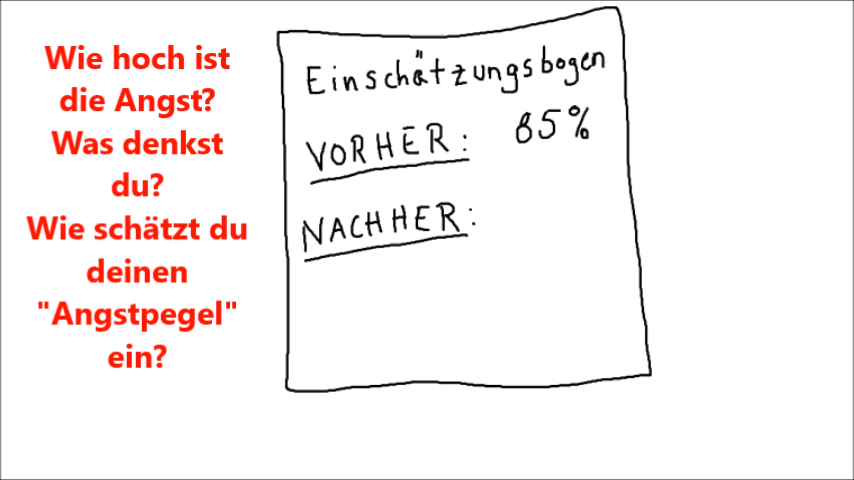 Wie hoch ist
die Angst?
Was denkst
du?
Wie schätzt du
deinen
"Angstpegel"
ein?
Einschätzungsbogen
VORHER: 85%
NACHHER: